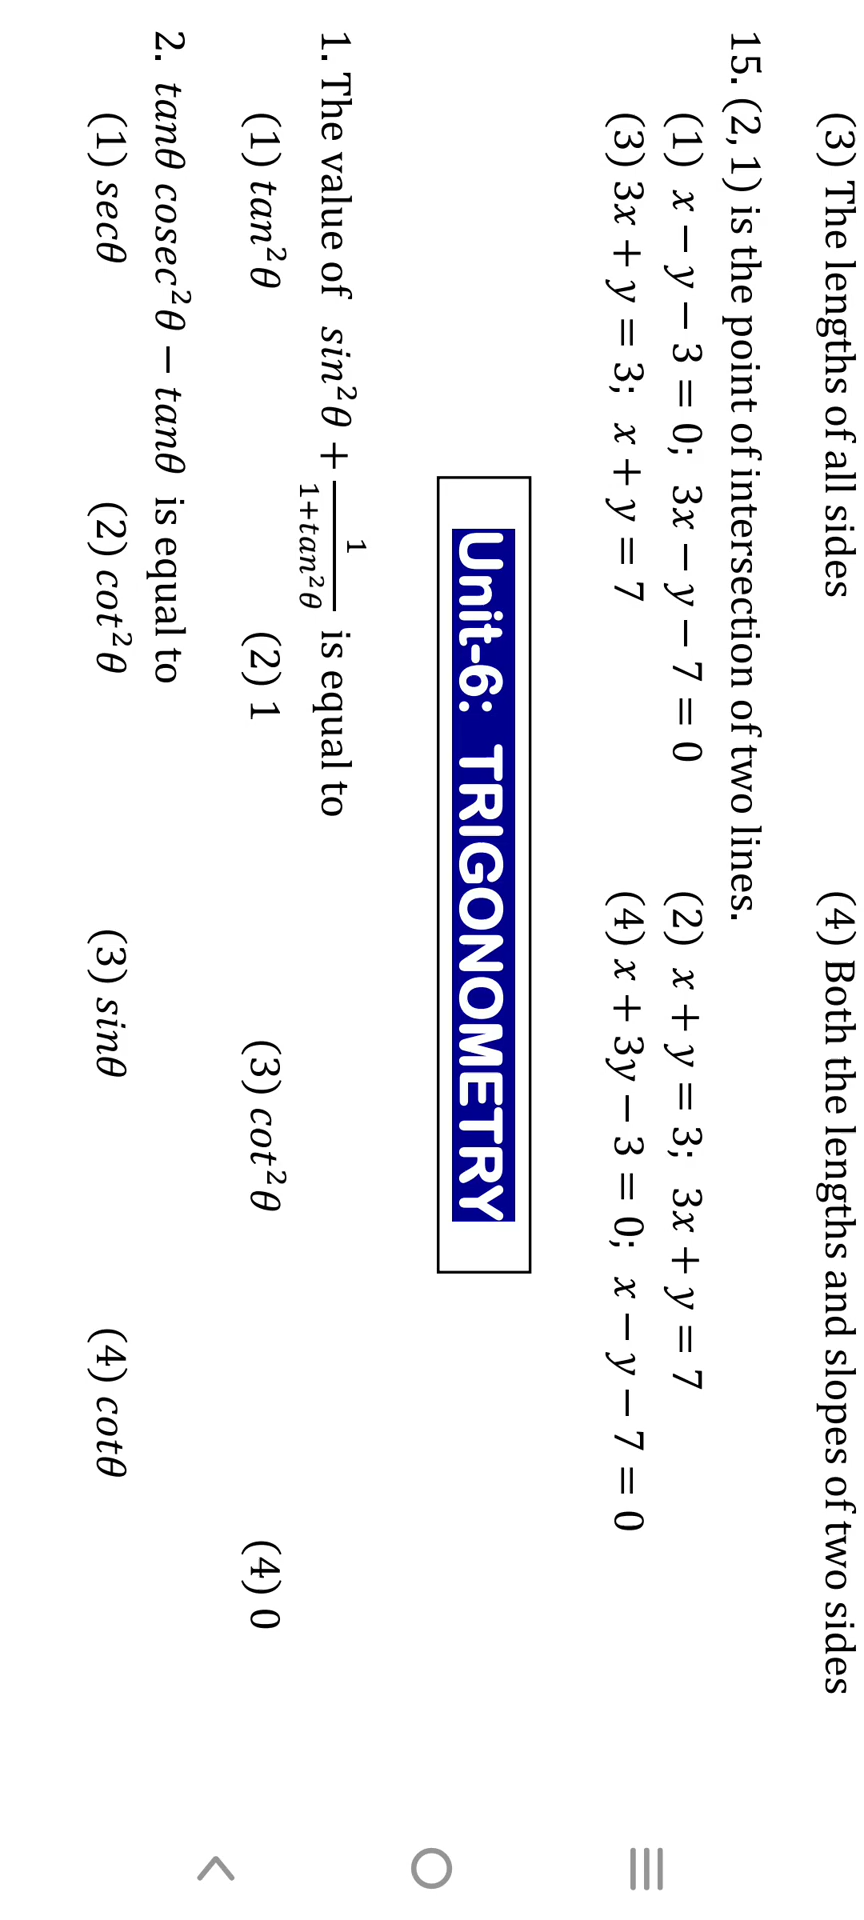 (3) The lengths of all sides (4) Both the lengths and slopes of two sides
15. (2, 1) is the point of intersection of two lines.
(1) x − y − 3 = 0; 3x − y − 7 = 0 (2) x + y = 3; 3x + y = 7
(3) 3x + y = 3; x + y = 7 (4) x + 3y − 3 = 0; x − y − 7 = 0
Unit-6: TRIGONOMETRY
1. The value of sin²θ + 1/(1+tan²θ) is equal to
(1) tan²θ (2) 1 (3) cot²θ (4) 0
2. tanθ cosec²θ − tanθ is equal to
(1) secθ (2) cot²θ (3) sinθ (4) cotθ